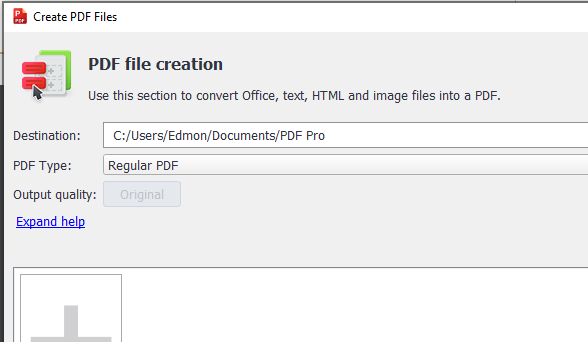 PDF
Create PDF Files
PDF file creation
Use this section to convert Office, text, HTML and image files into a PDF.
Destination: C:/Users/Edmon/Documents/PDF Pro
PDF Type: Regular PDF
Output quality: Original
Expand help